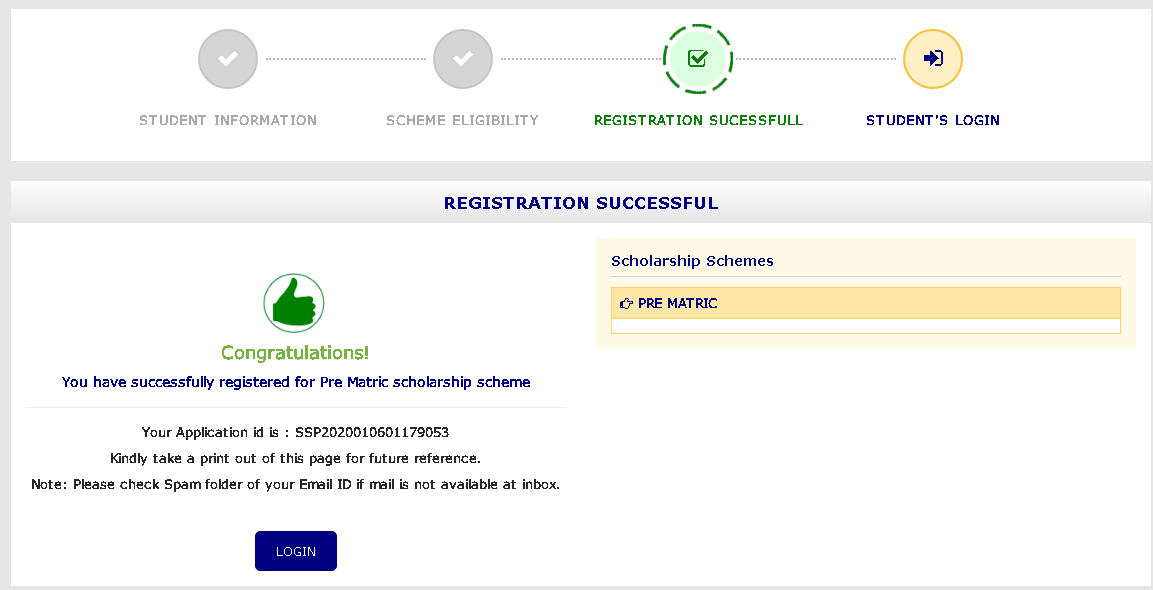 STUDENT INFORMATION
SCHEME ELIGIBILITY
REGISTRATION SUCESSFULL
STUDENT'S LOGIN
REGISTRATION SUCCESSFUL
Congratulations!
You have successfully registered for Pre Matric scholarship scheme
Your Application id is : SSP2020010601179053
Kindly take a print out of this page for future reference.
Note: Please check Spam folder of your Email ID if mail is not available at inbox.
LOGIN
Scholarship Schemes
PRE MATRIC